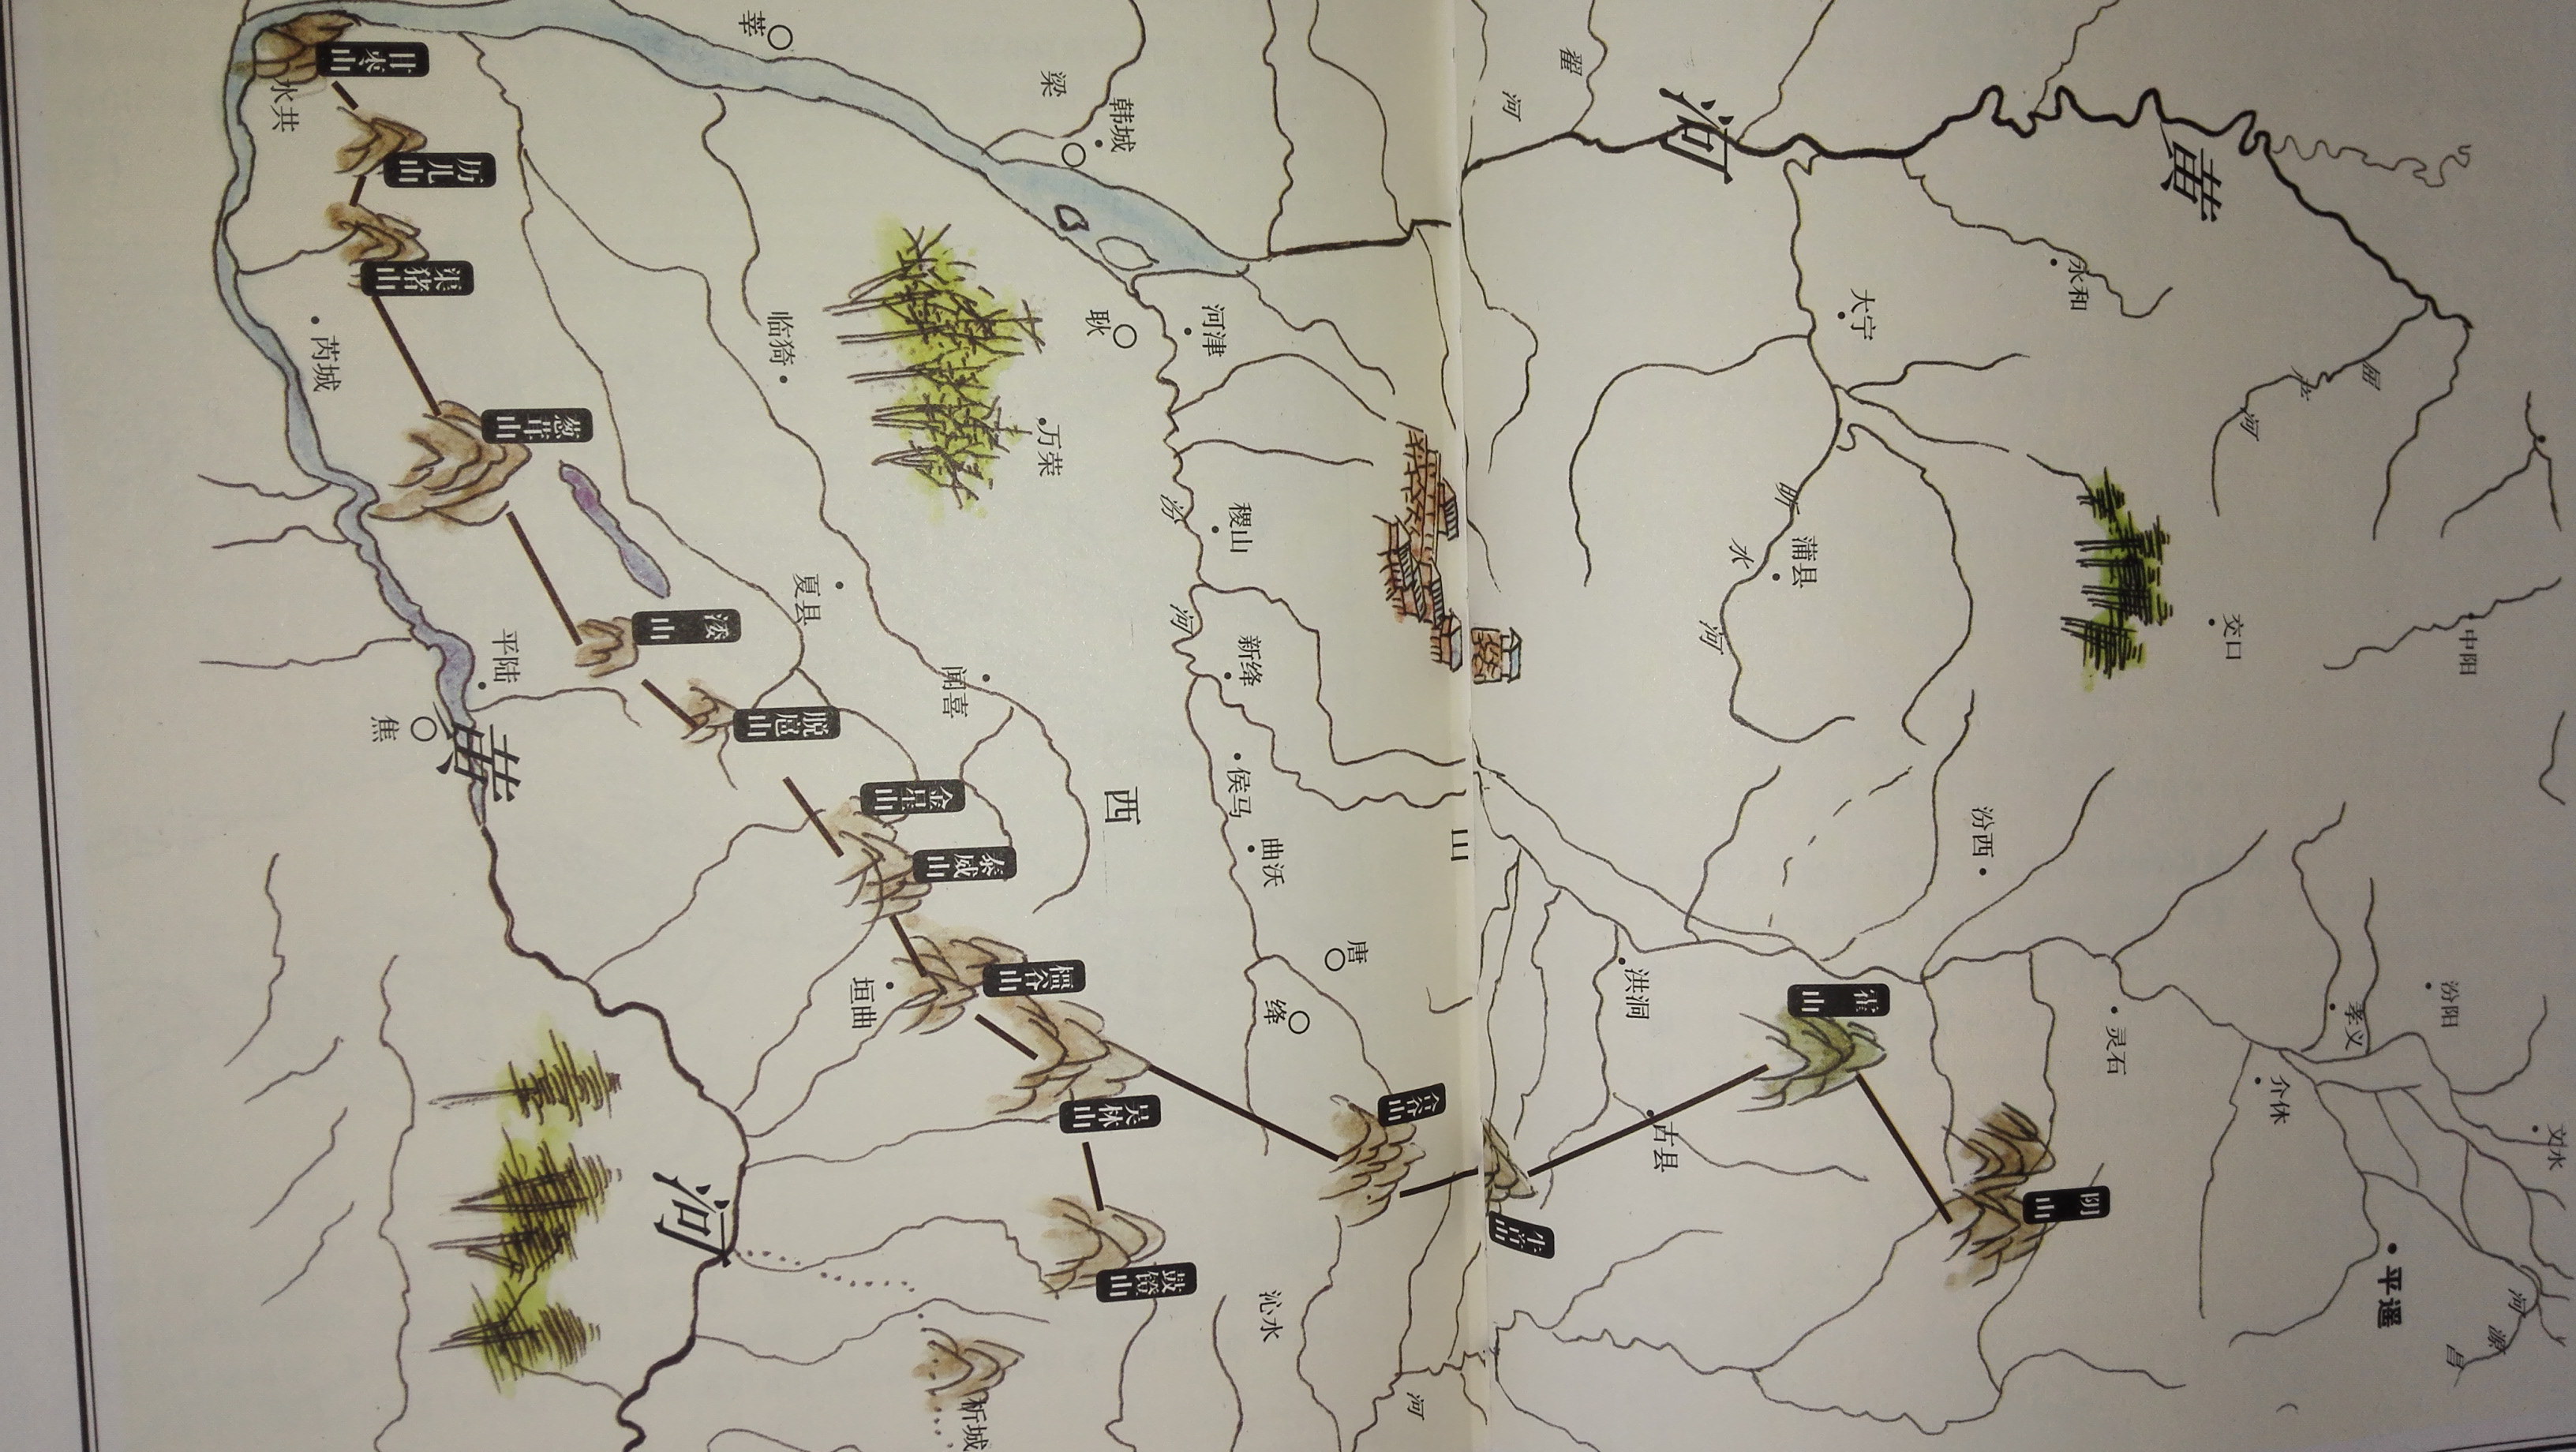 文水
昌源河
汾阳
中阳
平遥
孝义
介休
交口
屈产河
黄
灵石
永和
阴山
汾西
大宁
霍山
蒲县
昕水河
河
古县
洪洞
翟
河
牛首
山
合谷山
河
唐
绛
沁水
曲沃
侯马
新绛
稷山
河津
汾河
韩城
梁
耿
西
鼓镫山
吴林山
万荣
橿谷山
泰威山
析城
闻喜
金星山
垣曲
夏县
脱扈山
临猗
莘
涹山
河
葱聋山
平陆
黄
焦
历儿山
渠猪山
甘枣山
芮城
共水